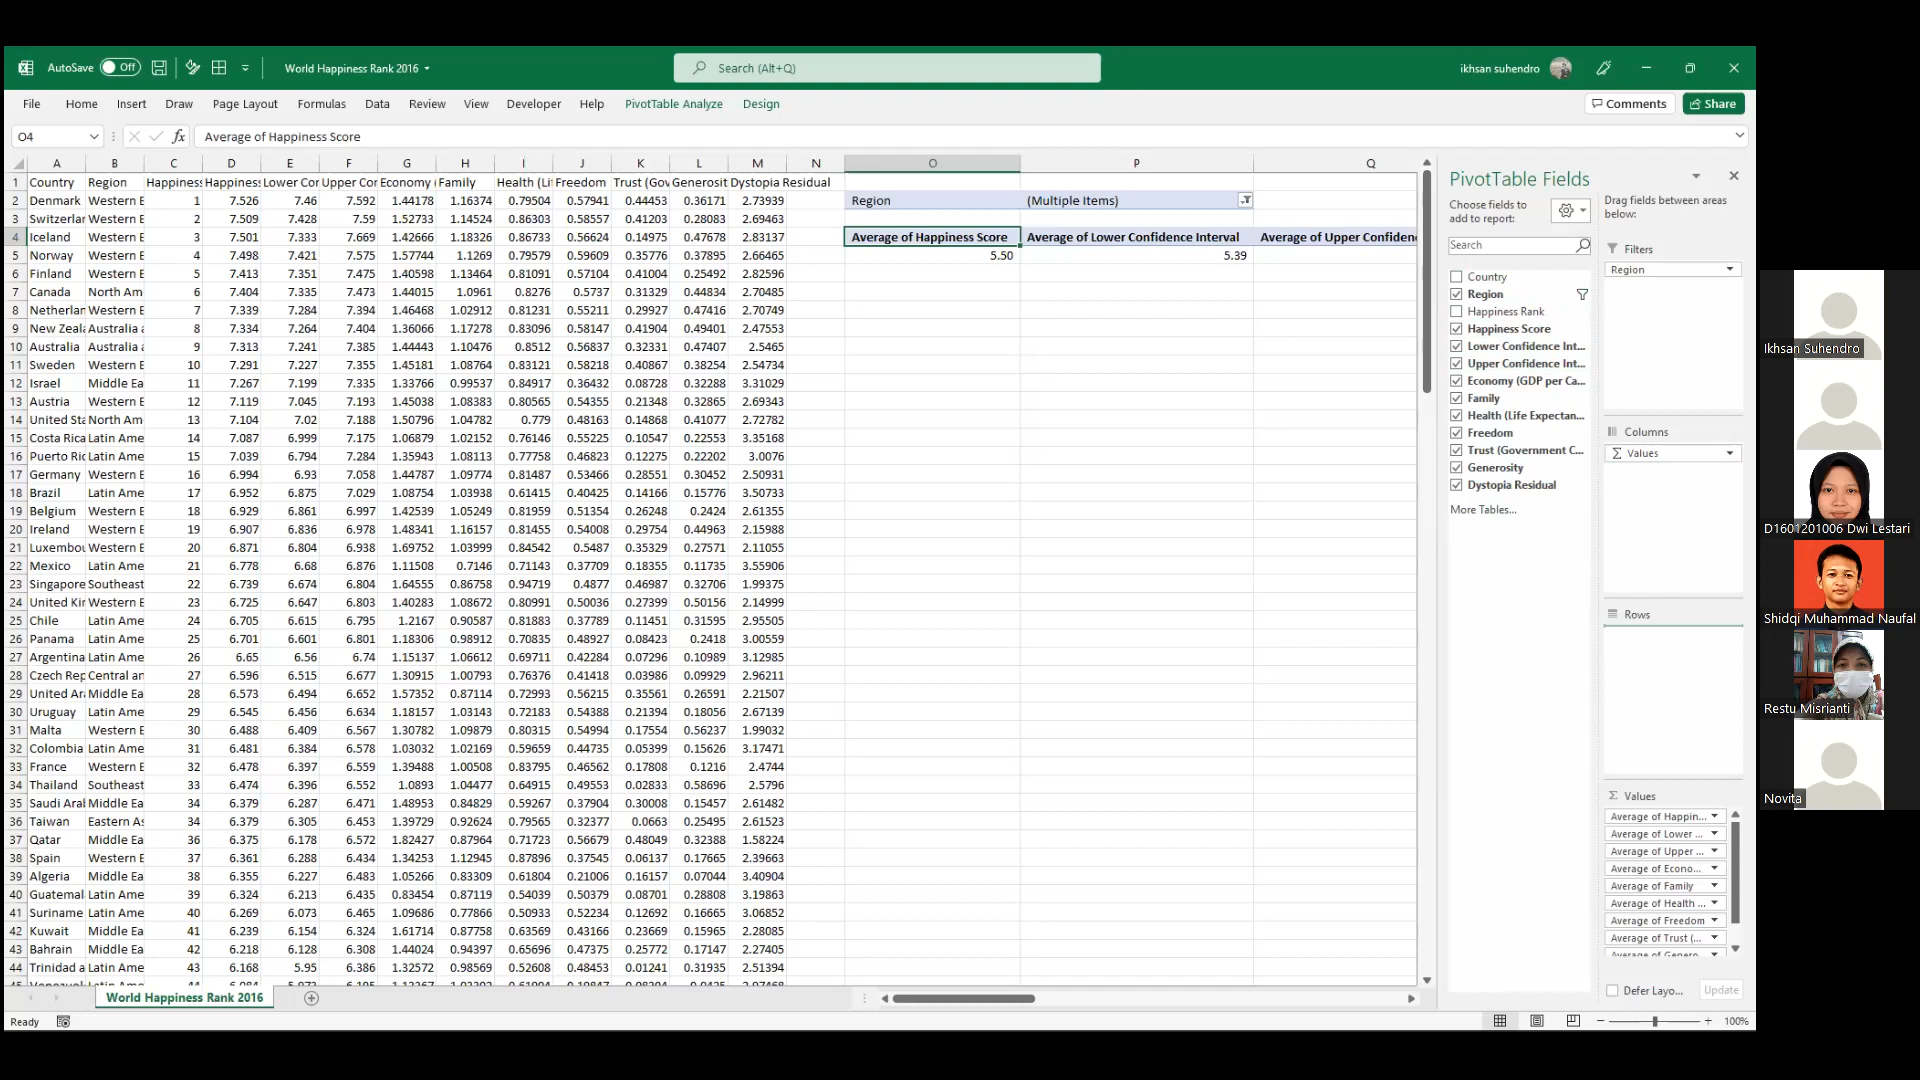 AutoSave Off World Happiness Rank 2016 Search (Alt+Q) ikhsan suhendro
File Home Insert Draw Page Layout Formulas Data Review View Developer Help PivotTable Analyze Design Comments Share
O4 fx Average of Happiness Score
A B C D E F G H I J K L M N O P Q
1 Country Region Happiness Happiness Lower Cor Upper Cor Economy ( Family Health (Li Freedom Trust (Gov Generosit Dystopia Residual
2 Denmark Western E 1 7.526 7.46 7.592 1.44178 1.16374 0.79504 0.57941 0.44453 0.36171 2.73939 Region (Multiple Items)
3 Switzerlar Western E 2 7.509 7.428 7.59 1.52733 1.14524 0.86303 0.58557 0.41203 0.28083 2.69463
4 Iceland Western E 3 7.501 7.333 7.669 1.42666 1.18326 0.86733 0.56624 0.14975 0.47678 2.83137 Average of Happiness Score Average of Lower Confidence Interval Average of Upper Confiden
5 Norway Western E 4 7.498 7.421 7.575 1.57744 1.1269 0.79579 0.59609 0.35776 0.37895 2.66465 5.50 5.39
6 Finland Western E 5 7.413 7.351 7.475 1.40598 1.13464 0.81091 0.57104 0.41004 0.25492 2.82596
7 Canada North Am 6 7.404 7.335 7.473 1.44015 1.0961 0.8276 0.5737 0.31329 0.44834 2.70485
8 Netherlar Western E 7 7.339 7.284 7.394 1.46468 1.02912 0.81231 0.55211 0.29927 0.47416 2.70749
9 New Zeala Australia a 8 7.334 7.264 7.404 1.36066 1.17278 0.83096 0.58147 0.41904 0.49401 2.47553
10 Australia Australia a 9 7.313 7.241 7.385 1.44443 1.10476 0.8512 0.56837 0.32331 0.47407 2.5465
11 Sweden Western E 10 7.291 7.227 7.355 1.45181 1.08764 0.83121 0.58218 0.40867 0.38254 2.54734
12 Israel Middle Ea 11 7.267 7.199 7.335 1.33766 0.99537 0.84917 0.36432 0.08728 0.32288 3.31029
13 Austria Western E 12 7.119 7.045 7.193 1.45038 1.08383 0.80565 0.54355 0.21348 0.32865 2.69343
14 United Sta North Am 13 7.104 7.02 7.188 1.50796 1.04782 0.779 0.48163 0.14868 0.41077 2.72782
15 Costa Rica Latin Ame 14 7.087 6.999 7.175 1.06879 1.02152 0.76146 0.55225 0.10547 0.22553 3.35168
16 Puerto Ric Latin Ame 15 7.039 6.794 7.284 1.35943 1.08113 0.77758 0.46823 0.12275 0.22202 3.0076
17 Germany Western E 16 6.994 6.93 7.058 1.44787 1.09774 0.81487 0.53466 0.28551 0.30452 2.50931
18 Brazil Latin Ame 17 6.952 6.875 7.029 1.08754 1.03938 0.61415 0.40425 0.14166 0.15776 3.50733
19 Belgium Western E 18 6.929 6.861 6.997 1.42539 1.05249 0.81959 0.51354 0.26248 0.2424 2.61355
20 Ireland Western E 19 6.907 6.836 6.978 1.48341 1.16157 0.81455 0.54008 0.29754 0.44963 2.15988
21 Luxembou Western E 20 6.871 6.804 6.938 1.69752 1.03999 0.84542 0.5487 0.35329 0.27571 2.11055
22 Mexico Latin Ame 21 6.778 6.68 6.876 1.11508 0.7146 0.71143 0.37709 0.18355 0.11735 3.55906
23 Singapore Southeast 22 6.739 6.674 6.804 1.64555 0.86758 0.94719 0.4877 0.46987 0.32706 1.99375
24 United Kin Western E 23 6.725 6.647 6.803 1.40283 1.08672 0.80991 0.50036 0.27399 0.50156 2.14999
25 Chile Latin Ame 24 6.705 6.615 6.795 1.2167 0.90587 0.81883 0.37789 0.11451 0.31595 2.95505
26 Panama Latin Ame 25 6.701 6.601 6.801 1.18306 0.98912 0.70835 0.48927 0.08423 0.2418 3.00559
27 Argentina Latin Ame 26 6.65 6.56 6.74 1.15137 1.06612 0.69711 0.42284 0.07296 0.10989 3.12985
28 Czech Rep Central an 27 6.596 6.515 6.677 1.30915 1.00793 0.76376 0.41418 0.03986 0.09929 2.96211
29 United Ara Middle Ea 28 6.573 6.494 6.652 1.57352 0.87114 0.72993 0.56215 0.35561 0.26591 2.21507
30 Uruguay Latin Ame 29 6.545 6.456 6.634 1.18157 1.03143 0.72183 0.54388 0.21394 0.18056 2.67139
31 Malta Western E 30 6.488 6.409 6.567 1.30782 1.09879 0.80315 0.54994 0.17554 0.56237 1.99032
32 Colombia Latin Ame 31 6.481 6.384 6.578 1.03032 1.02169 0.59659 0.44735 0.05399 0.15626 3.17471
33 France Western E 32 6.478 6.397 6.559 1.39488 1.00508 0.83795 0.46562 0.17808 0.1216 2.4744
34 Thailand Southeast 33 6.474 6.396 6.552 1.0893 1.04477 0.64915 0.49553 0.02833 0.58696 2.5796
35 Saudi Arab Middle Ea 34 6.379 6.287 6.471 1.48953 0.84829 0.59267 0.37904 0.30008 0.15457 2.61482
36 Taiwan Eastern As 34 6.379 6.305 6.453 1.39729 0.92624 0.79565 0.32377 0.0663 0.25495 2.61523
37 Qatar Middle Ea 36 6.375 6.178 6.572 1.82427 0.87964 0.71723 0.56679 0.48049 0.32388 1.58224
38 Spain Western E 37 6.361 6.288 6.434 1.34253 1.12945 0.87896 0.37545 0.06137 0.17665 2.39663
39 Algeria Middle Ea 38 6.355 6.227 6.483 1.05266 0.83309 0.61804 0.21006 0.16157 0.07044 3.40904
40 Guatemal Latin Ame 39 6.324 6.213 6.435 0.83454 0.87119 0.54039 0.50379 0.08701 0.28808 3.19863
41 Suriname Latin Ame 40 6.269 6.073 6.465 1.09686 0.77866 0.50933 0.52234 0.12692 0.16665 3.06852
42 Kuwait Middle Ea 41 6.239 6.154 6.324 1.61714 0.87758 0.63569 0.43166 0.23669 0.15965 2.28085
43 Bahrain Middle Ea 42 6.218 6.128 6.308 1.44024 0.94397 0.65696 0.47375 0.25772 0.17147 2.27405
44 Trinidad a Latin Ame 43 6.168 5.95 6.386 1.32572 0.98569 0.52608 0.48453 0.01241 0.31935 2.51394
World Happiness Rank 2016
Ready 100%
PivotTable Fields
Choose fields to add to report:
Search
Country
Region
Happiness Rank
Happiness Score
Lower Confidence Int...
Upper Confidence Int...
Economy (GDP per Ca...
Family
Health (Life Expectan...
Freedom
Trust (Government C...
Generosity
Dystopia Residual
More Tables...
Drag fields between areas below:
Filters
Region
Columns
Σ Values
Rows
Σ Values
Average of Happin...
Average of Lower ...
Average of Upper ...
Average of Econo...
Average of Family
Average of Health ...
Average of Freedom
Average of Trust (...
Average of Genero...
Defer Layo... Update
Ikhsan Suhendro
D1601201006 Dwi Lestari
Shidqi Muhammad Naufal
Restu Misrianti
Novita